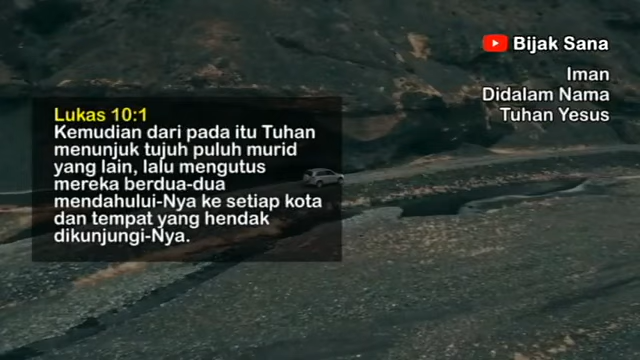 Bijak Sana
Iman
Didalam Nama
Tuhan Yesus
Lukas 10:1
Kemudian dari pada itu Tuhan
menunjuk tujuh puluh murid
yang lain, lalu mengutus
mereka berdua-dua
mendahului-Nya ke setiap kota
dan tempat yang hendak
dikunjungi-Nya.